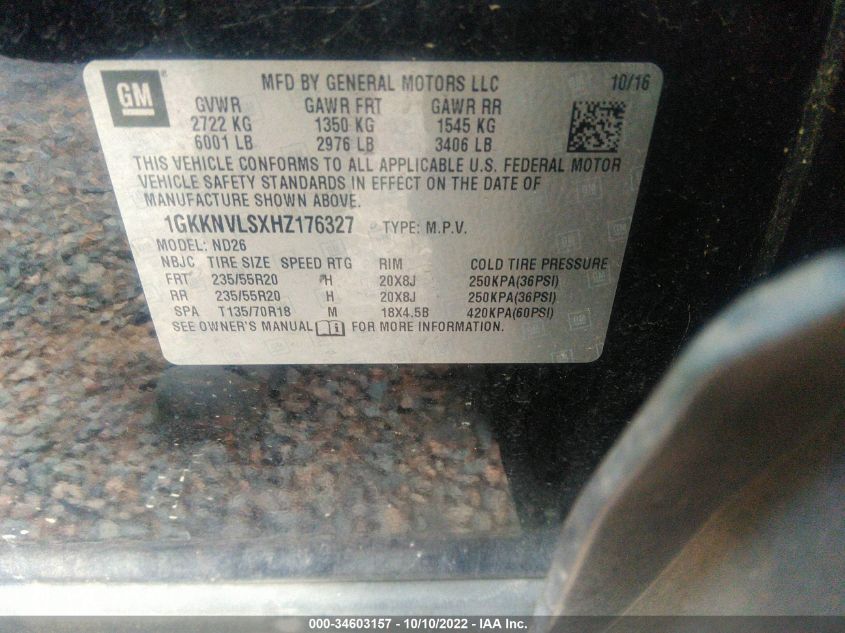 GM
MFD BY GENERAL MOTORS LLC 10/16
GVWR GAWR FRT GAWR RR
2722 KG 1350 KG 1545 KG
6001 LB 2976 LB 3406 LB
THIS VEHICLE CONFORMS TO ALL APPLICABLE U.S. FEDERAL MOTOR
VEHICLE SAFETY STANDARDS IN EFFECT ON THE DATE OF
MANUFACTURE SHOWN ABOVE.
1GKKNVLSXHZ176327 TYPE: M.P.V.
MODEL: ND26
NBJC TIRE SIZE SPEED RTG RIM COLD TIRE PRESSURE
FRT 235/55R20 H 20X8J 250KPA(36PSI)
RR 235/55R20 H 20X8J 250KPA(36PSI)
SPA T135/70R18 M 18X4.5B 420KPA(60PSI)
SEE OWNER'S MANUAL FOR MORE INFORMATION.
000-34603157 - 10/10/2022 - IAA Inc.